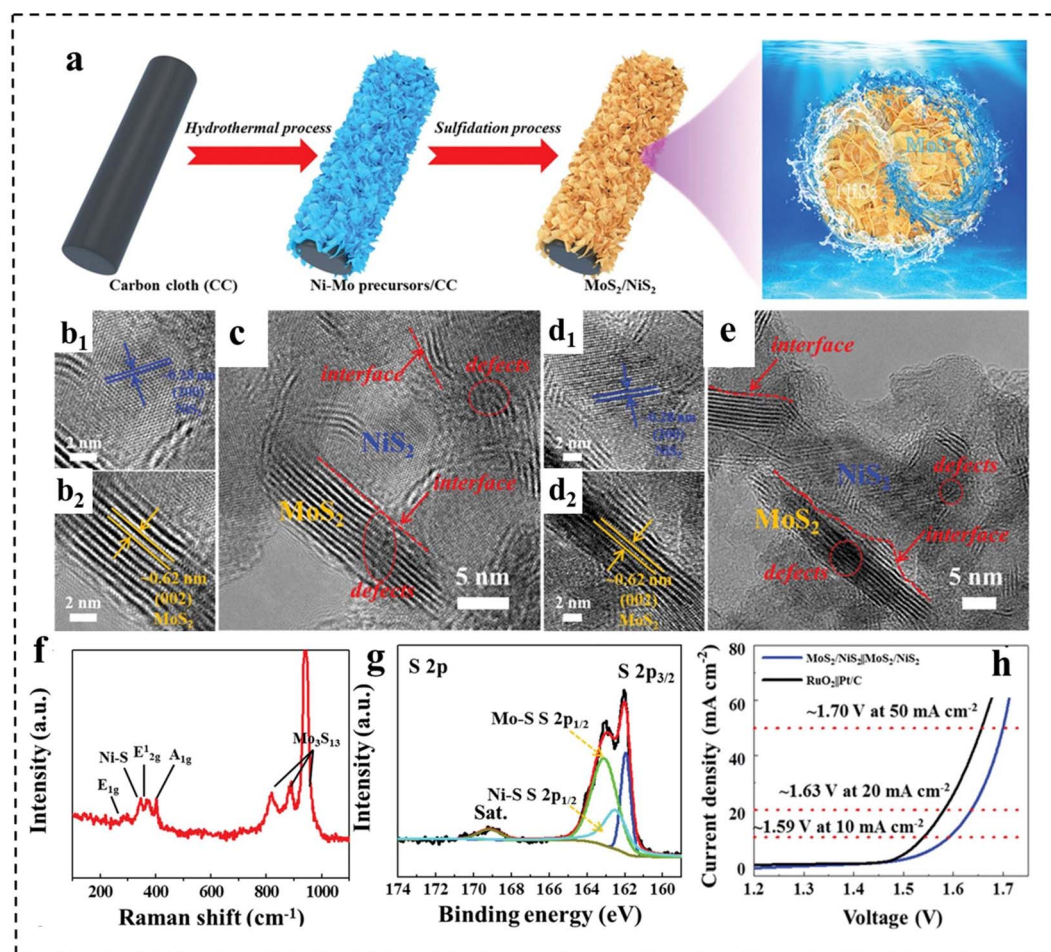 a
Hydrothermal process
Sulfidation process
MoS₂
NiS₂
Carbon cloth (CC)
Ni-Mo precursors/CC
MoS₂/NiS₂
b₁
~0.28 nm
(200)
NiS₂
2 nm
b₂
~0.62 nm
(002)
MoS₂
2 nm
c
interface
defects
NiS₂
MoS₂
interface
defects
5 nm
d₁
~0.28 nm
(200)
NiS₂
2 nm
d₂
~0.62 nm
(002)
MoS₂
2 nm
e
interface
NiS₂
defects
MoS₂
defects
interface
5 nm
f
Intensity (a.u.)
E₁g
Ni-S
E¹₂g
A₁g
Mo₃S₁₃
200 400 600 800 1000
Raman shift (cm⁻¹)
g
S 2p
S 2p₃/₂
Mo-S S 2p₁/₂
Ni-S S 2p₁/₂
Sat.
Intensity (a.u.)
174 172 170 168 166 164 162 160 159
Binding energy (eV)
h
MoS₂/NiS₂||MoS₂/NiS₂
RuO₂||Pt/C
~1.70 V at 50 mA cm⁻²
~1.63 V at 20 mA cm⁻²
~1.59 V at 10 mA cm⁻²
Current density (mA cm⁻²)
80
60
40
20
0
1.2 1.3 1.4 1.5 1.6 1.7
Voltage (V)